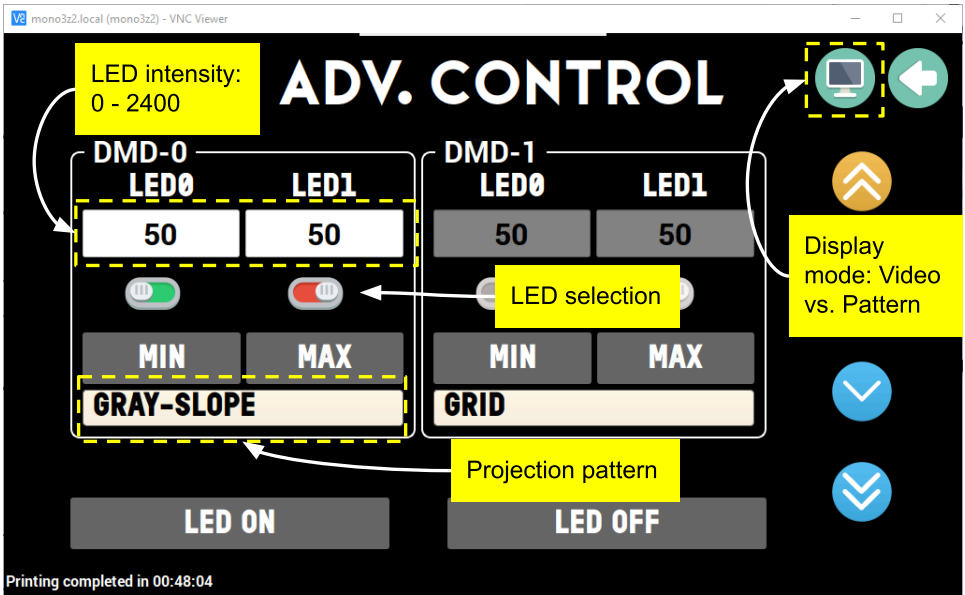 V2 mono3z2.local (mono3z2) - VNC Viewer
LED intensity:
0 - 2400
ADV. CONTROL
DMD-0
LED0 LED1
50 50
MIN MAX
GRAY-SLOPE
DMD-1
LED0 LED1
50 50
MIN MAX
GRID
LED selection
Display
mode: Video
vs. Pattern
Projection pattern
LED ON LED OFF
Printing completed in 00:48:04